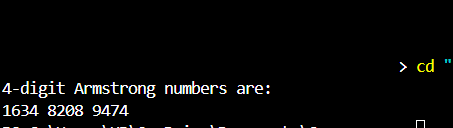 > cd "
4-digit Armstrong numbers are:
1634 8208 9474